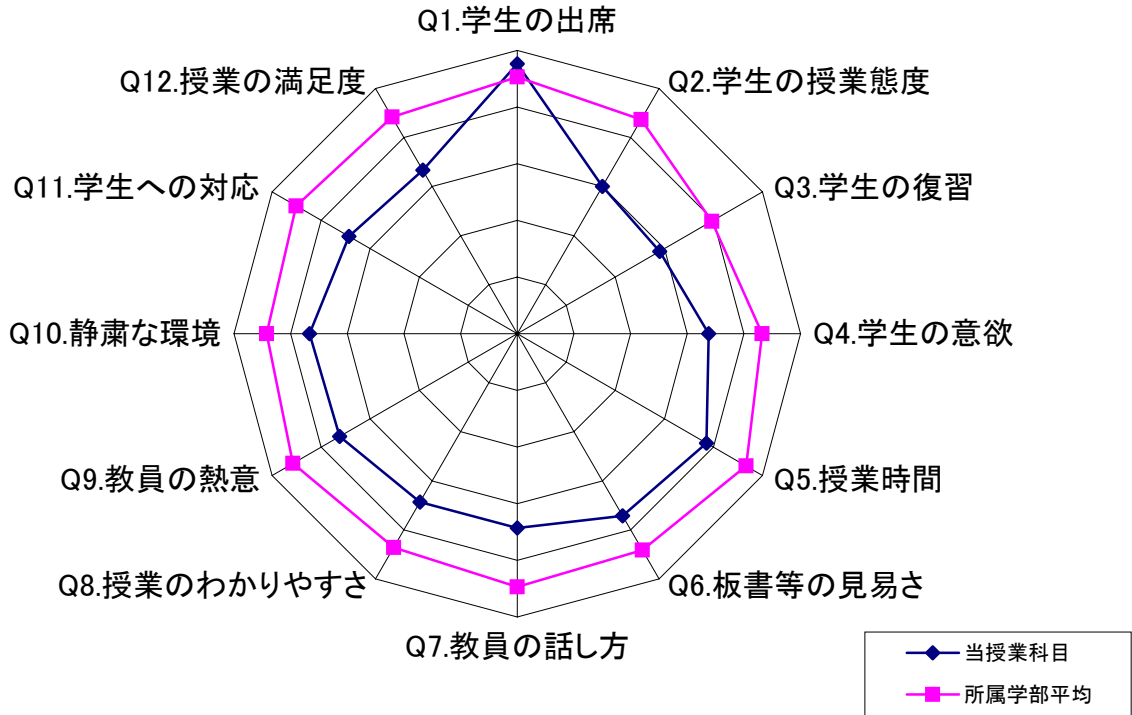 Q1.学生の出席
Q2.学生の授業態度
Q3.学生の復習
Q4.学生の意欲
Q5.授業時間
Q6.板書等の見易さ
Q7.教員の話し方
Q8.授業のわかりやすさ
Q9.教員の熱意
Q10.静粛な環境
Q11.学生への対応
Q12.授業の満足度
当授業科目
所属学部平均